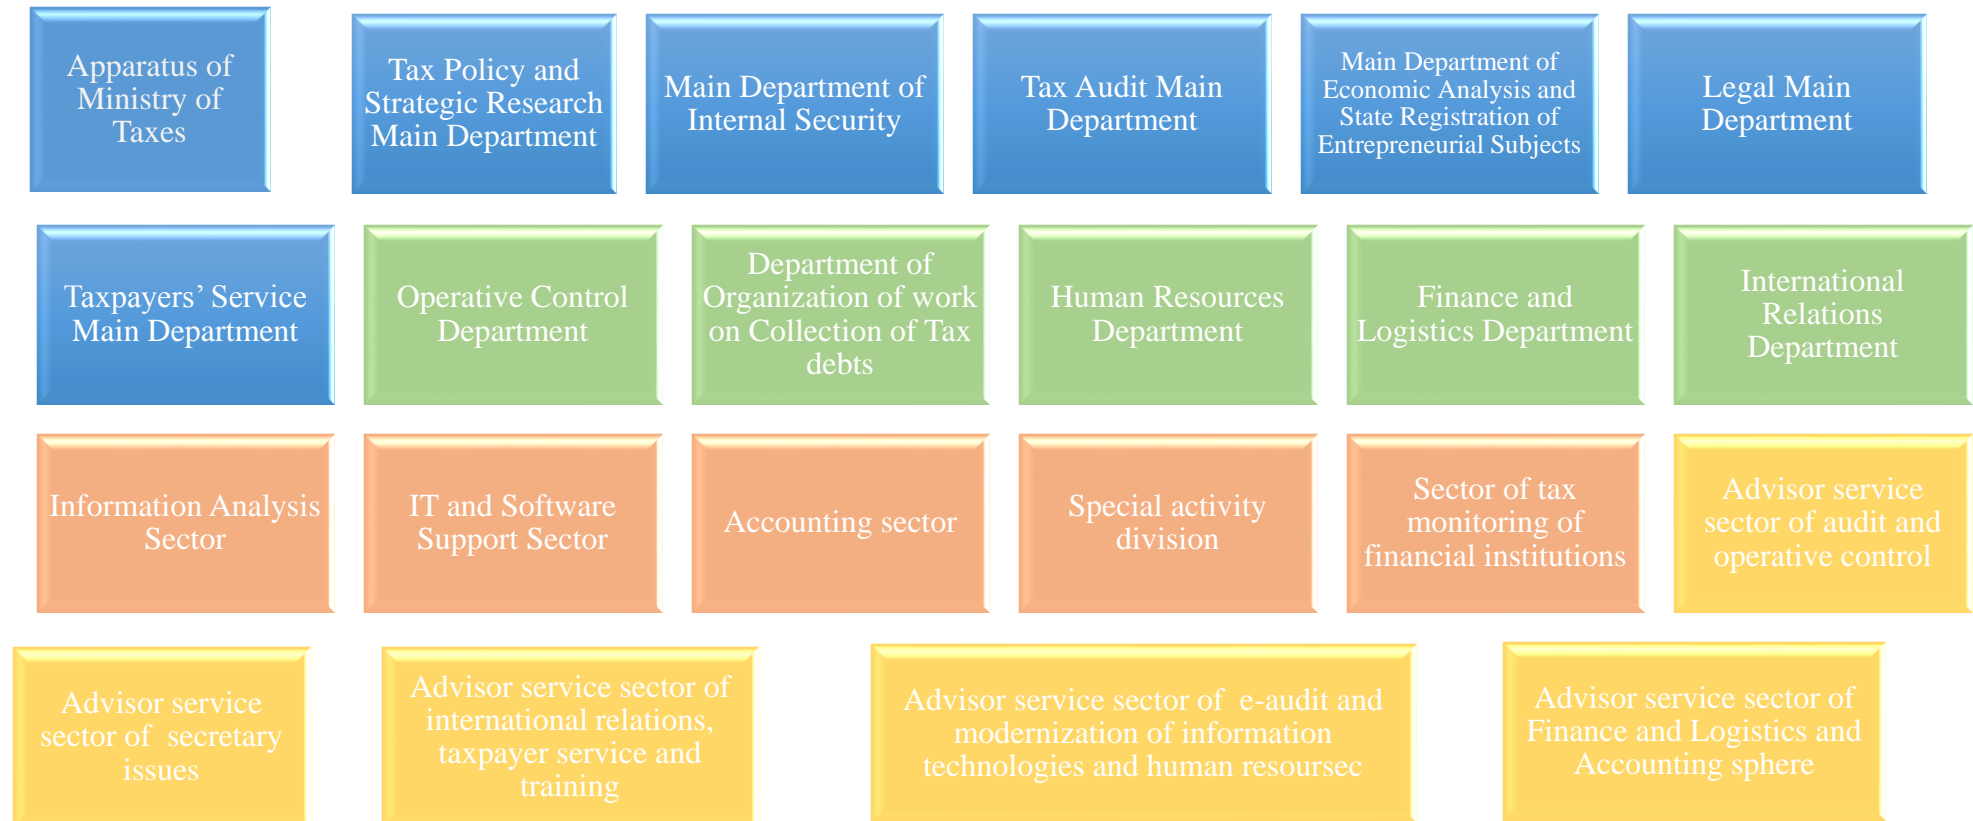 Apparatus of
Ministry of
Taxes
Tax Policy and
Strategic Research
Main Department
Main Department of
Internal Security
Tax Audit Main
Department
Main Department of
Economic Analysis and
State Registration of
Entrepreneurial Subjects
Legal Main
Department
Taxpayers’ Service
Main Department
Operative Control
Department
Department of
Organization of work
on Collection of Tax
debts
Human Resources
Department
Finance and
Logistics Department
International
Relations
Department
Information Analysis
Sector
IT and Software
Support Sector
Accounting sector
Special activity
division
Sector of tax
monitoring of
financial institutions
Advisor service
sector of audit and
operative control
Advisor service
sector of secretary
issues
Advisor service sector of
international relations,
taxpayer service and
training
Advisor service sector of e-audit and
modernization of information
technologies and human resoursec
Advisor service sector of
Finance and Logistics and
Accounting sphere